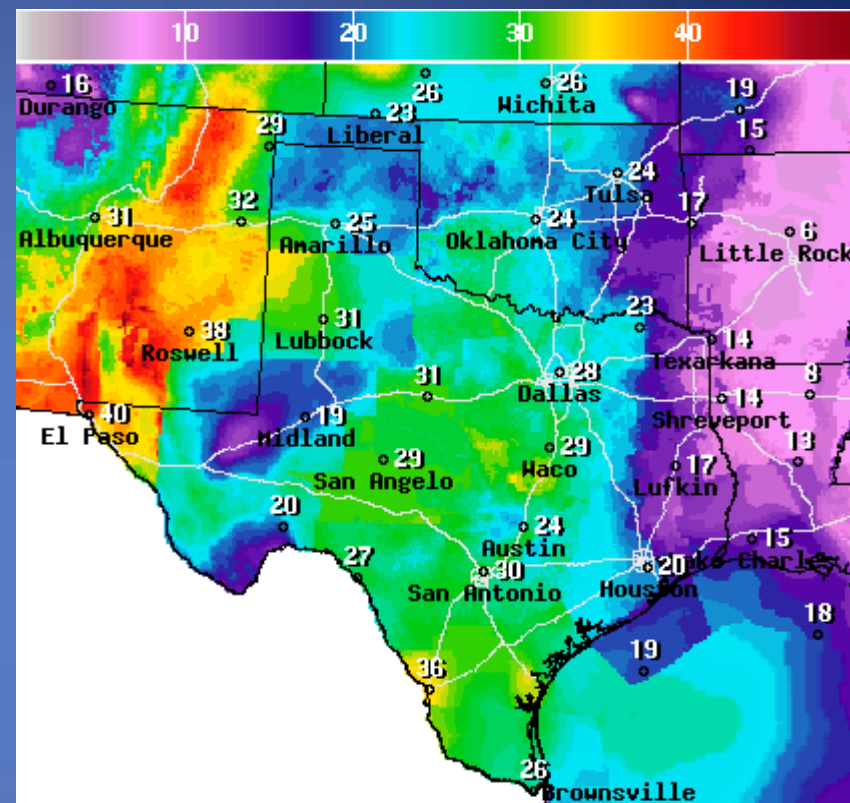 10 20 30 40
16 26 26 19
Durango Wichita
23
Liberal
29 15
24
Tulsa
32 17
31 25 24 6
Albuquerque Amarillo Oklahoma City Little Rock
31 23
38 14
Roswell Lubbock Texarkana
28 8
31 Dallas 14
40 19 Shreveport
El Paso Midland
29 29 13
San Angelo Waco 17
Lufkin
20 24 15
Austin
27 30 20
San Antonio Houston
18
19
36
26
Brownsville